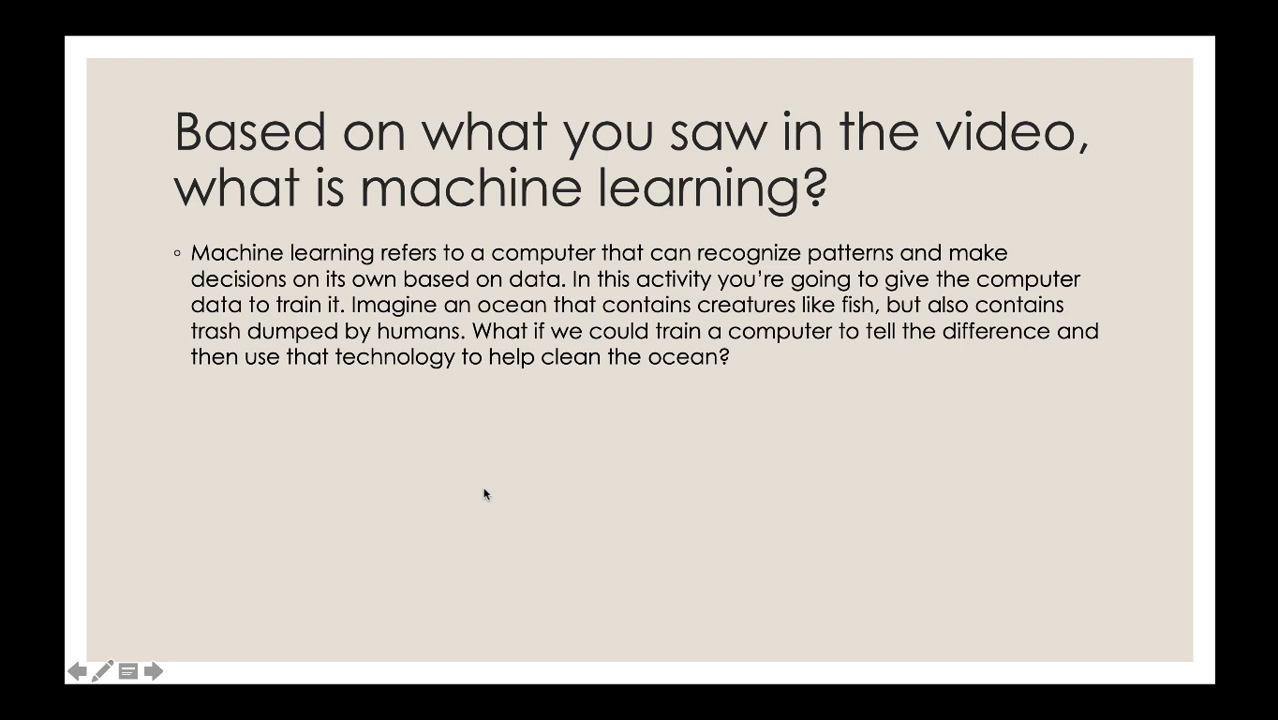 Based on what you saw in the video,
what is machine learning?
◦ Machine learning refers to a computer that can recognize patterns and make
decisions on its own based on data. In this activity you’re going to give the computer
data to train it. Imagine an ocean that contains creatures like fish, but also contains
trash dumped by humans. What if we could train a computer to tell the difference and
then use that technology to help clean the ocean?